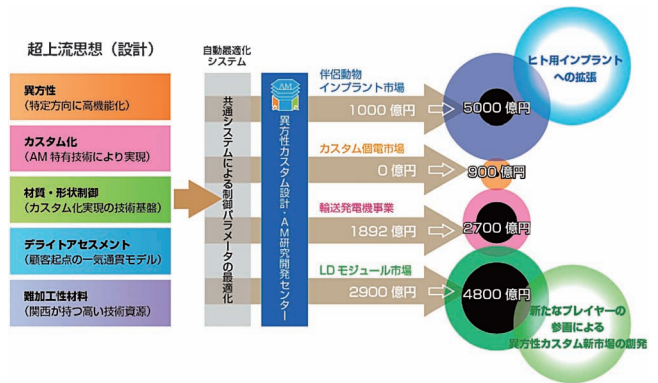 超上流思想（設計）
異方性
（特定方向に高機能化）
カスタム化
（AM 特有技術により実現）
材質・形状制御
（カスタム化実現の技術基盤）
デライトアセスメント
（顧客起点の一気通貫モデル）
難加工性材料
（関西が持つ高い技術資源）
自動最適化
システム
共通システムによる制御パラメータの最適化
AM
異方性カスタム設計・AM研究開発センター
伴侶動物
インプラント市場
1000 億円
5000 億円
カスタム個電市場
0 億円
900 億円
輸送発電機事業
1892 億円
2700 億円
LD モジュール市場
2900 億円
4800 億円
ヒト用インプラント
への拡張
新たなプレイヤーの
参画による
異方性カスタム新市場の創発